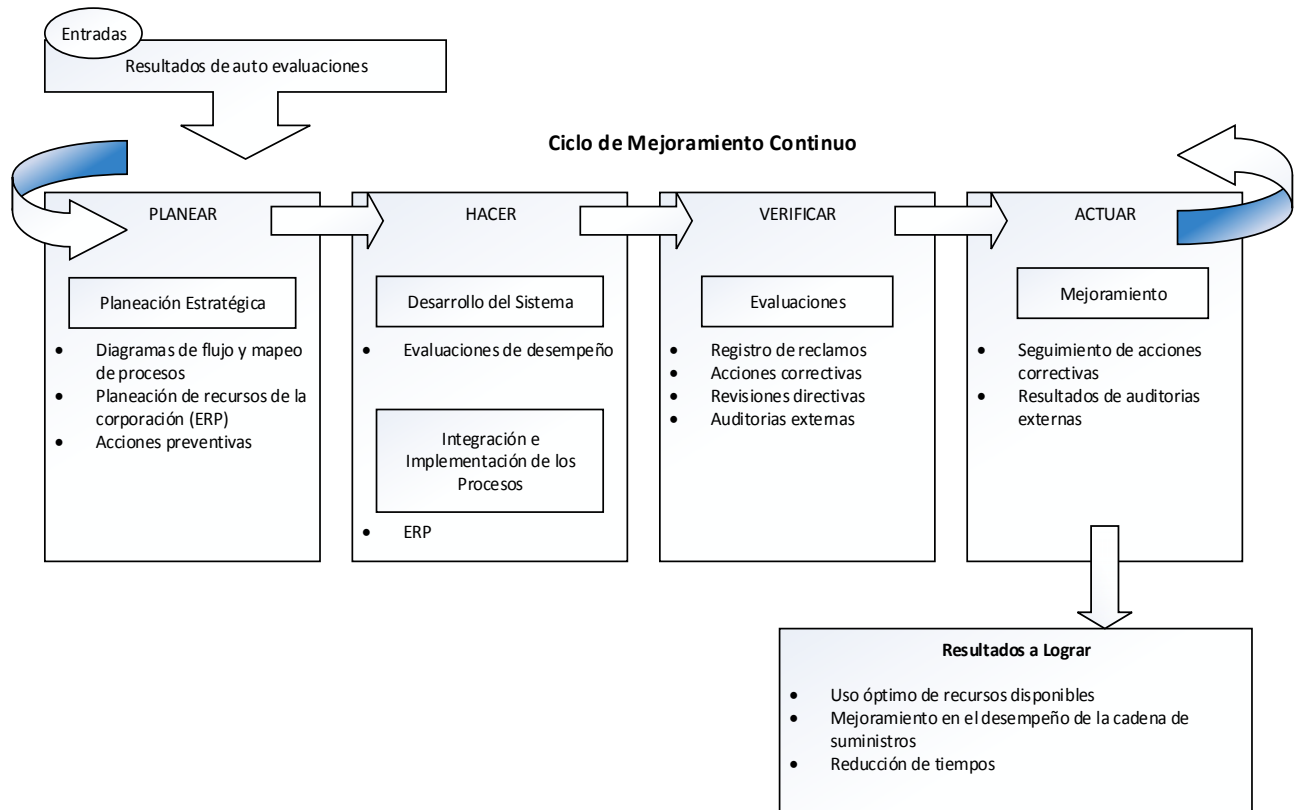 Entradas
Resultados de auto evaluaciones
Ciclo de Mejoramiento Continuo
PLANEAR
Planeación Estratégica
• Diagramas de flujo y mapeo
de procesos
• Planeación de recursos de la
corporación (ERP)
• Acciones preventivas
HACER
Desarrollo del Sistema
• Evaluaciones de desempeño
Integración e
Implementación de los
Procesos
• ERP
VERIFICAR
Evaluaciones
• Registro de reclamos
• Acciones correctivas
• Revisiones directivas
• Auditorias externas
ACTUAR
Mejoramiento
• Seguimiento de acciones
correctivas
• Resultados de auditorias
externas
Resultados a Lograr
• Uso óptimo de recursos disponibles
• Mejoramiento en el desempeño de la cadena de
suministros
• Reducción de tiempos